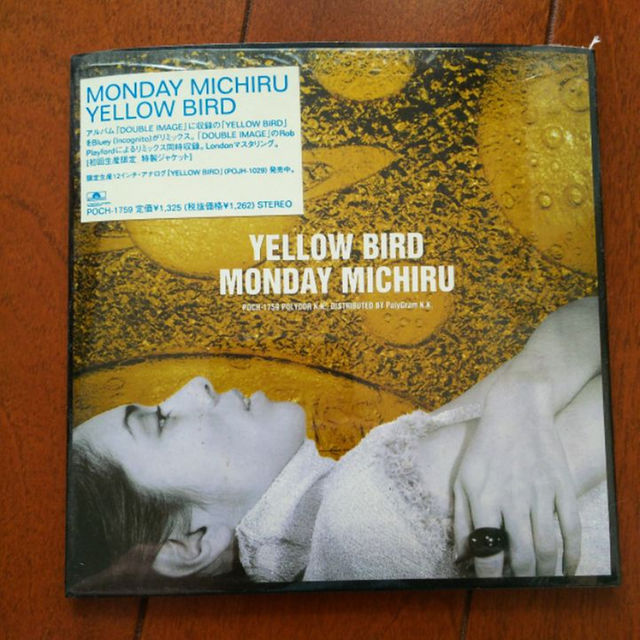 MONDAY MICHIRU
YELLOW BIRD
アルバム「DOUBLE IMAGE」に収録の「YELLOW BIRD」
をBluey (incognito)がリミックス。「DOUBLE IMAGE」のRob
Playfordによるリミックス同時収録。Londonマスタリング。
[初回生産限定 特製ジャケット]
限定生産12インチ・アナログ「YELLOW BIRD」(POJH-1029) 発売中。
POCH-1759 定価¥1,325 (税抜価格¥1,262) STEREO
YELLOW BIRD
MONDAY MICHIRU
POCH-1759 POLYDOR K.K. DISTRIBUTED BY PolyGram K.K.